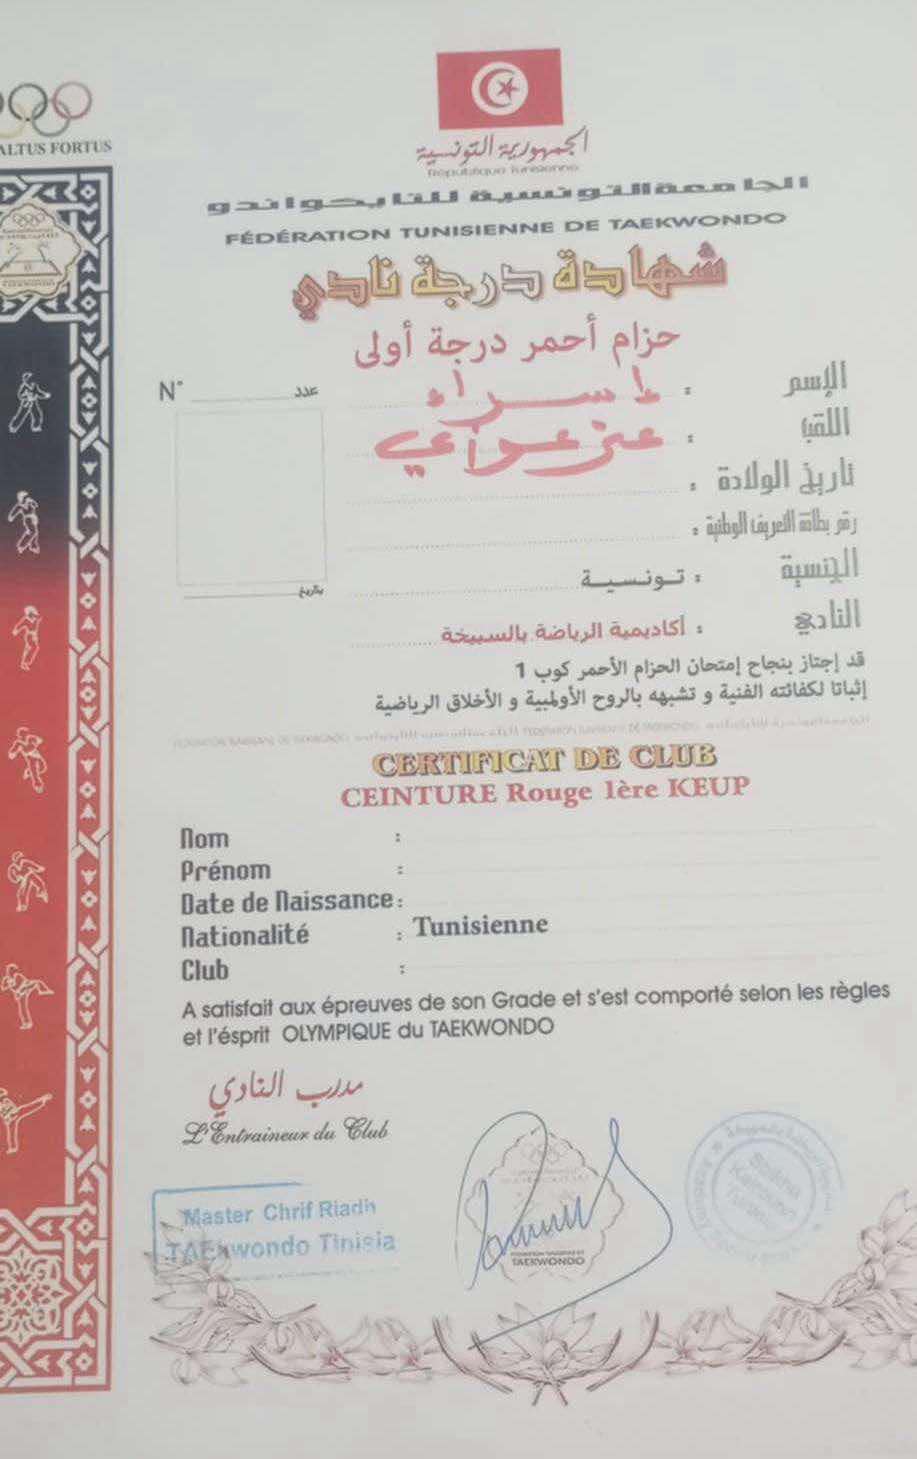 ALTUS FORTUS
الجمهورية التونسية
République Tunisienne
الجامعة التونسية للتايكواندو
FÉDÉRATION TUNISIENNE DE TAEKWONDO
شهادة درجة نادي
حزام أحمر درجة أولى
N° عدد
الإسم : إسراء
اللقب :
تاريخ الولادة :
رقم بطاقة التعريف الوطنية :
الجنسية : تونسية
بتاريخ
النادي : أكاديمية الرياضة بالسبيخة
قد إجتاز بنجاح إمتحان الحزام الأحمر كوب 1
إثباتا لكفائته الفنية و تشبهه بالروح الأولمبية و الأخلاق الرياضية
CERTIFICAT DE CLUB
CEINTURE Rouge 1ère KEUP
Nom :
Prénom :
Date de Naissance :
Nationalité : Tunisienne
Club :
A satisfait aux épreuves de son Grade et s'est comporté selon les règles
et l'ésprit OLYMPIQUE du TAEKWONDO
مدرب النادي
L'Entraineur du Club
Master Chrif Riadh
TAEkwondo Tinisia
TAEKWONDO